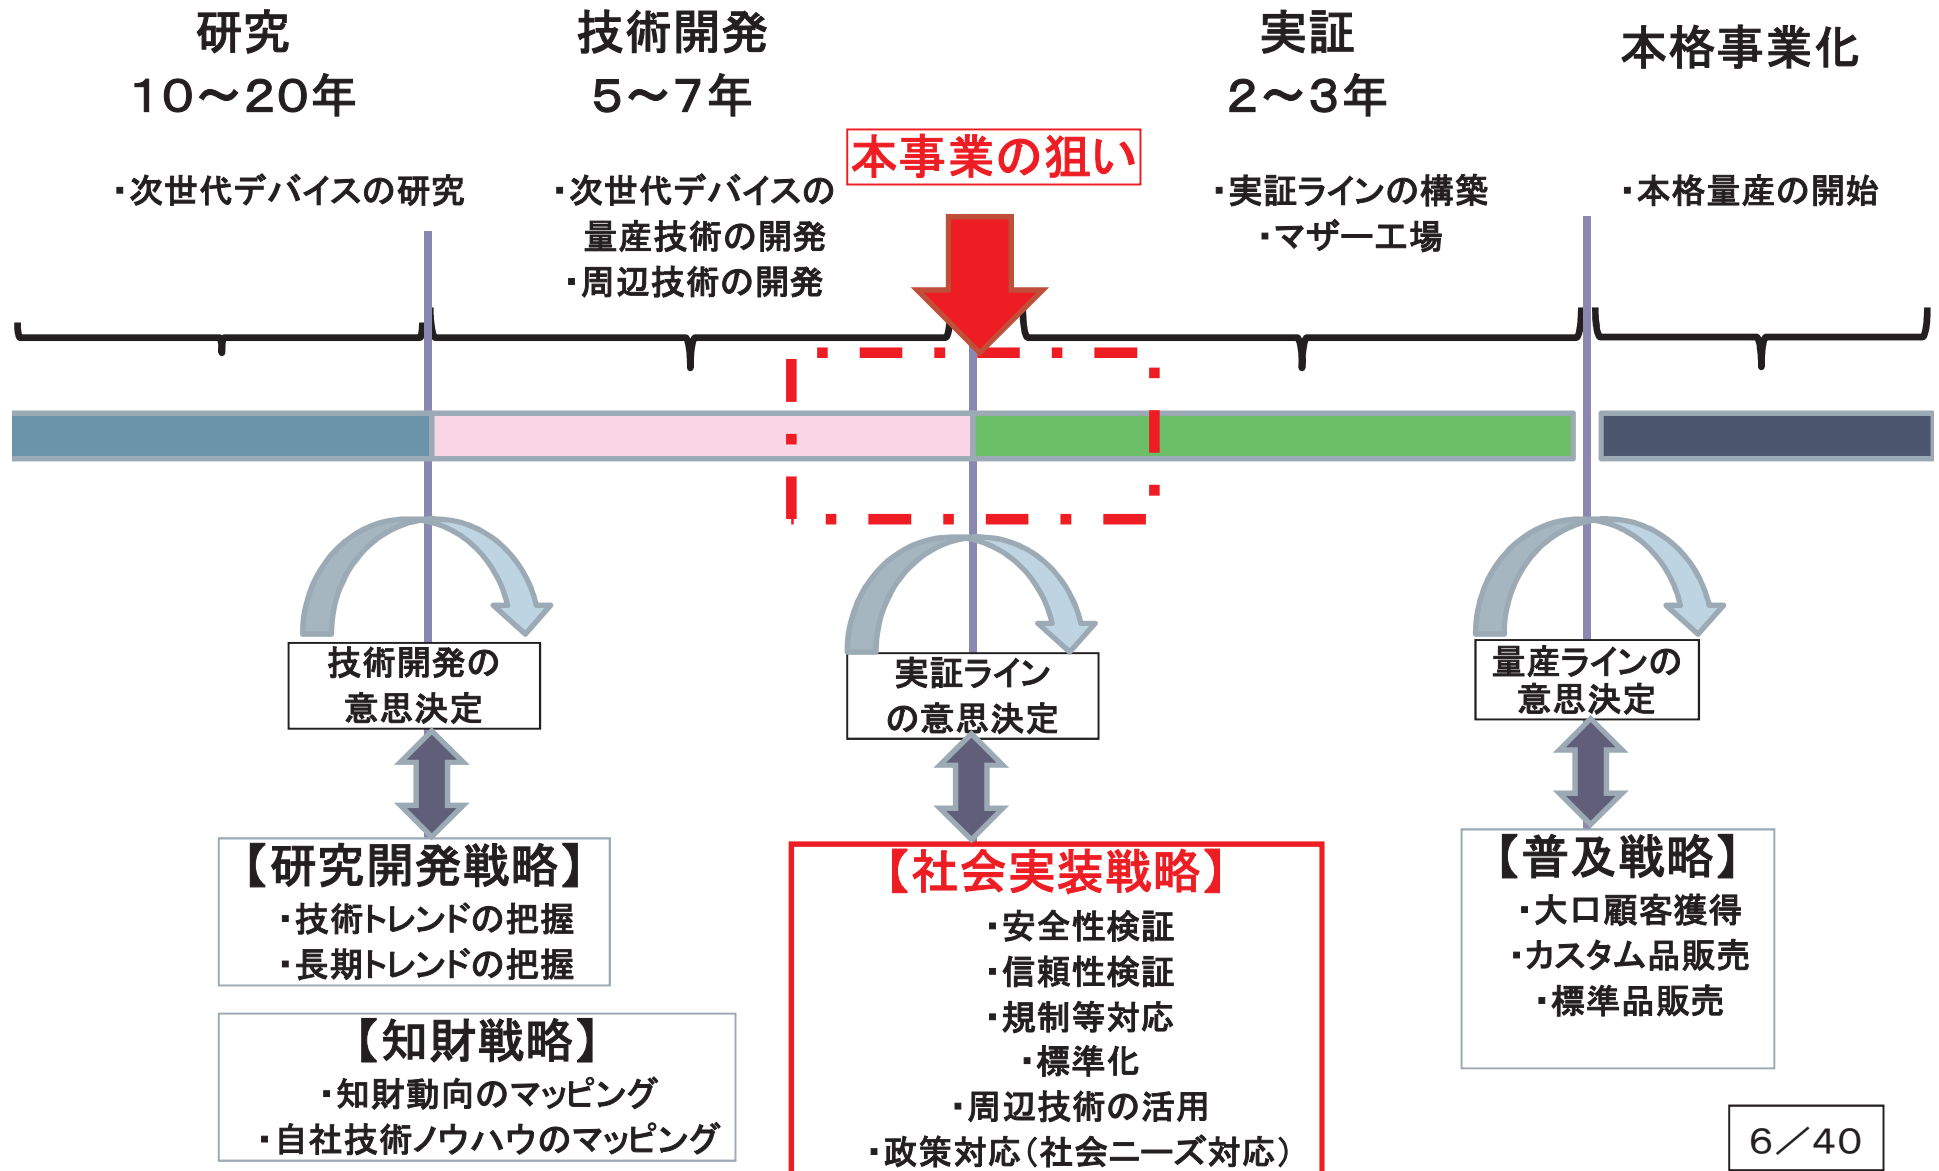 研究
10～20年
・次世代デバイスの研究
技術開発
5～7年
・次世代デバイスの
量産技術の開発
・周辺技術の開発
本事業の狙い
実証
2～3年
・実証ラインの構築
・マザー工場
本格事業化
・本格量産の開始
技術開発の
意思決定
実証ライン
の意思決定
量産ラインの
意思決定
【研究開発戦略】
・技術トレンドの把握
・長期トレンドの把握
【知財戦略】
・知財動向のマッピング
・自社技術ノウハウのマッピング
【社会実装戦略】
・安全性検証
・信頼性検証
・規制等対応
・標準化
・周辺技術の活用
・政策対応（社会ニーズ対応）
【普及戦略】
・大口顧客獲得
・カスタム品販売
・標準品販売
6／40